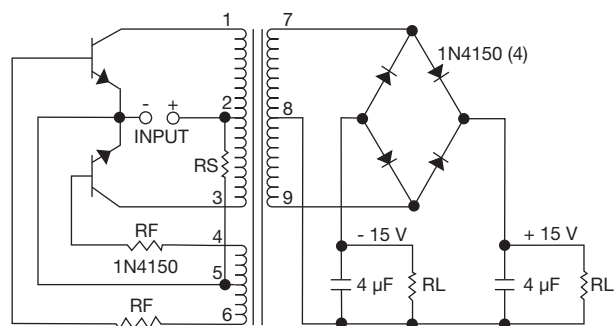 1
7
1N4150 (4)
- +
2
8
INPUT
RS
3
9
RF
4
- 15 V
+ 15 V
1N4150
5
4 µF
RL
4 µF
RL
RF
6